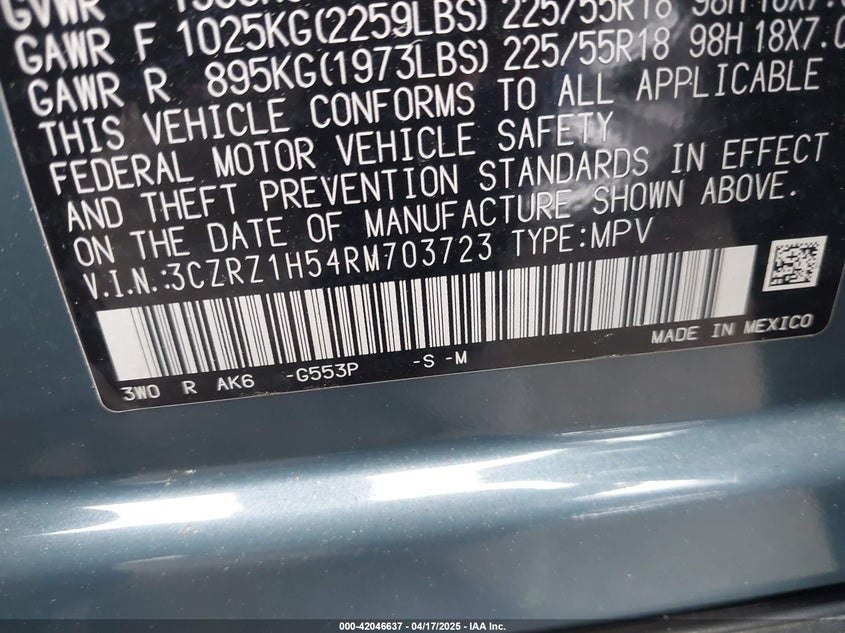 GVWR
GAWR F 1025KG(2259LBS) 225/55R18 98H 18X7.0
GAWR R 895KG(1973LBS) 225/55R18 98H 18X7.0
THIS VEHICLE CONFORMS TO ALL APPLICABLE
FEDERAL MOTOR VEHICLE SAFETY
AND THEFT PREVENTION STANDARDS IN EFFECT
ON THE DATE OF MANUFACTURE SHOWN ABOVE.
V.I.N.:3CZRZ1H54RM703723 TYPE:MPV
MADE IN MEXICO
3W0 R AK6 -G553P -S -M
000-42046637 - 04/17/2025 - IAA Inc.